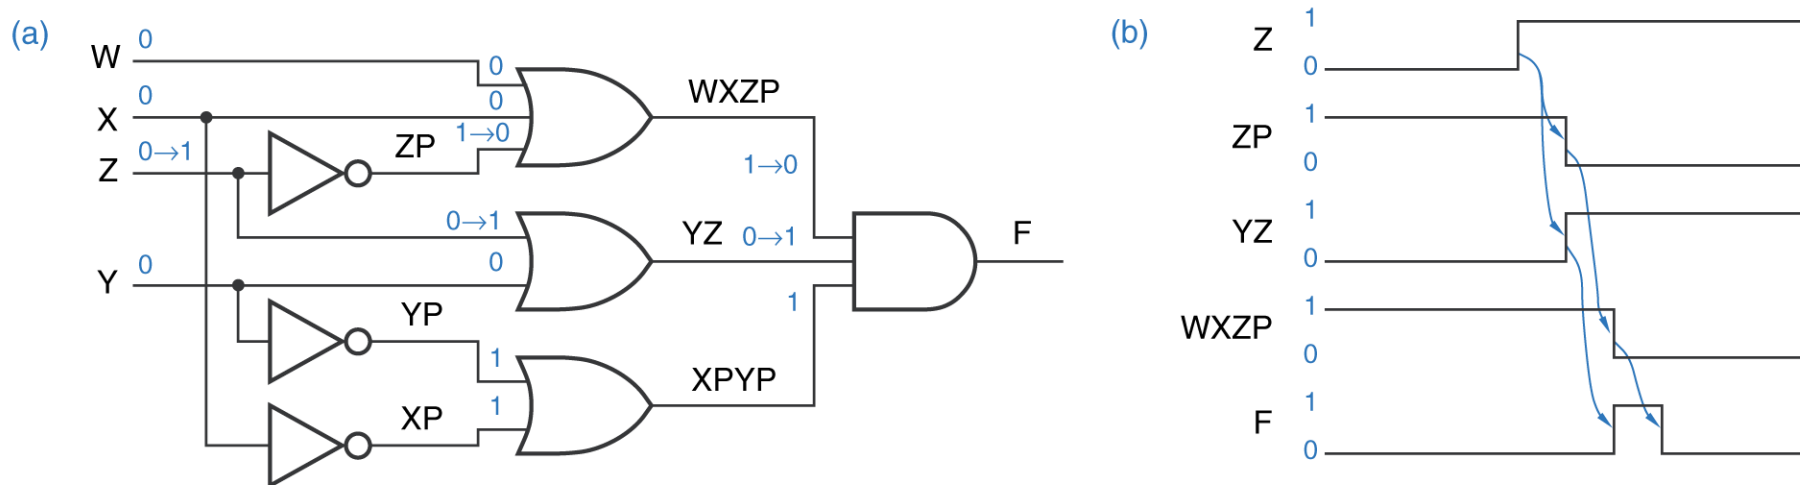 (a)
W 0
0
X 0
0
Z 0→1
ZP 1→0
WXZP
1→0
0→1
YZ 0→1
F
Y 0
0
YP
1
1
1
XP
XPYP
(b)
Z 1
0
ZP 1
0
YZ 1
0
WXZP 1
0
F 1
0